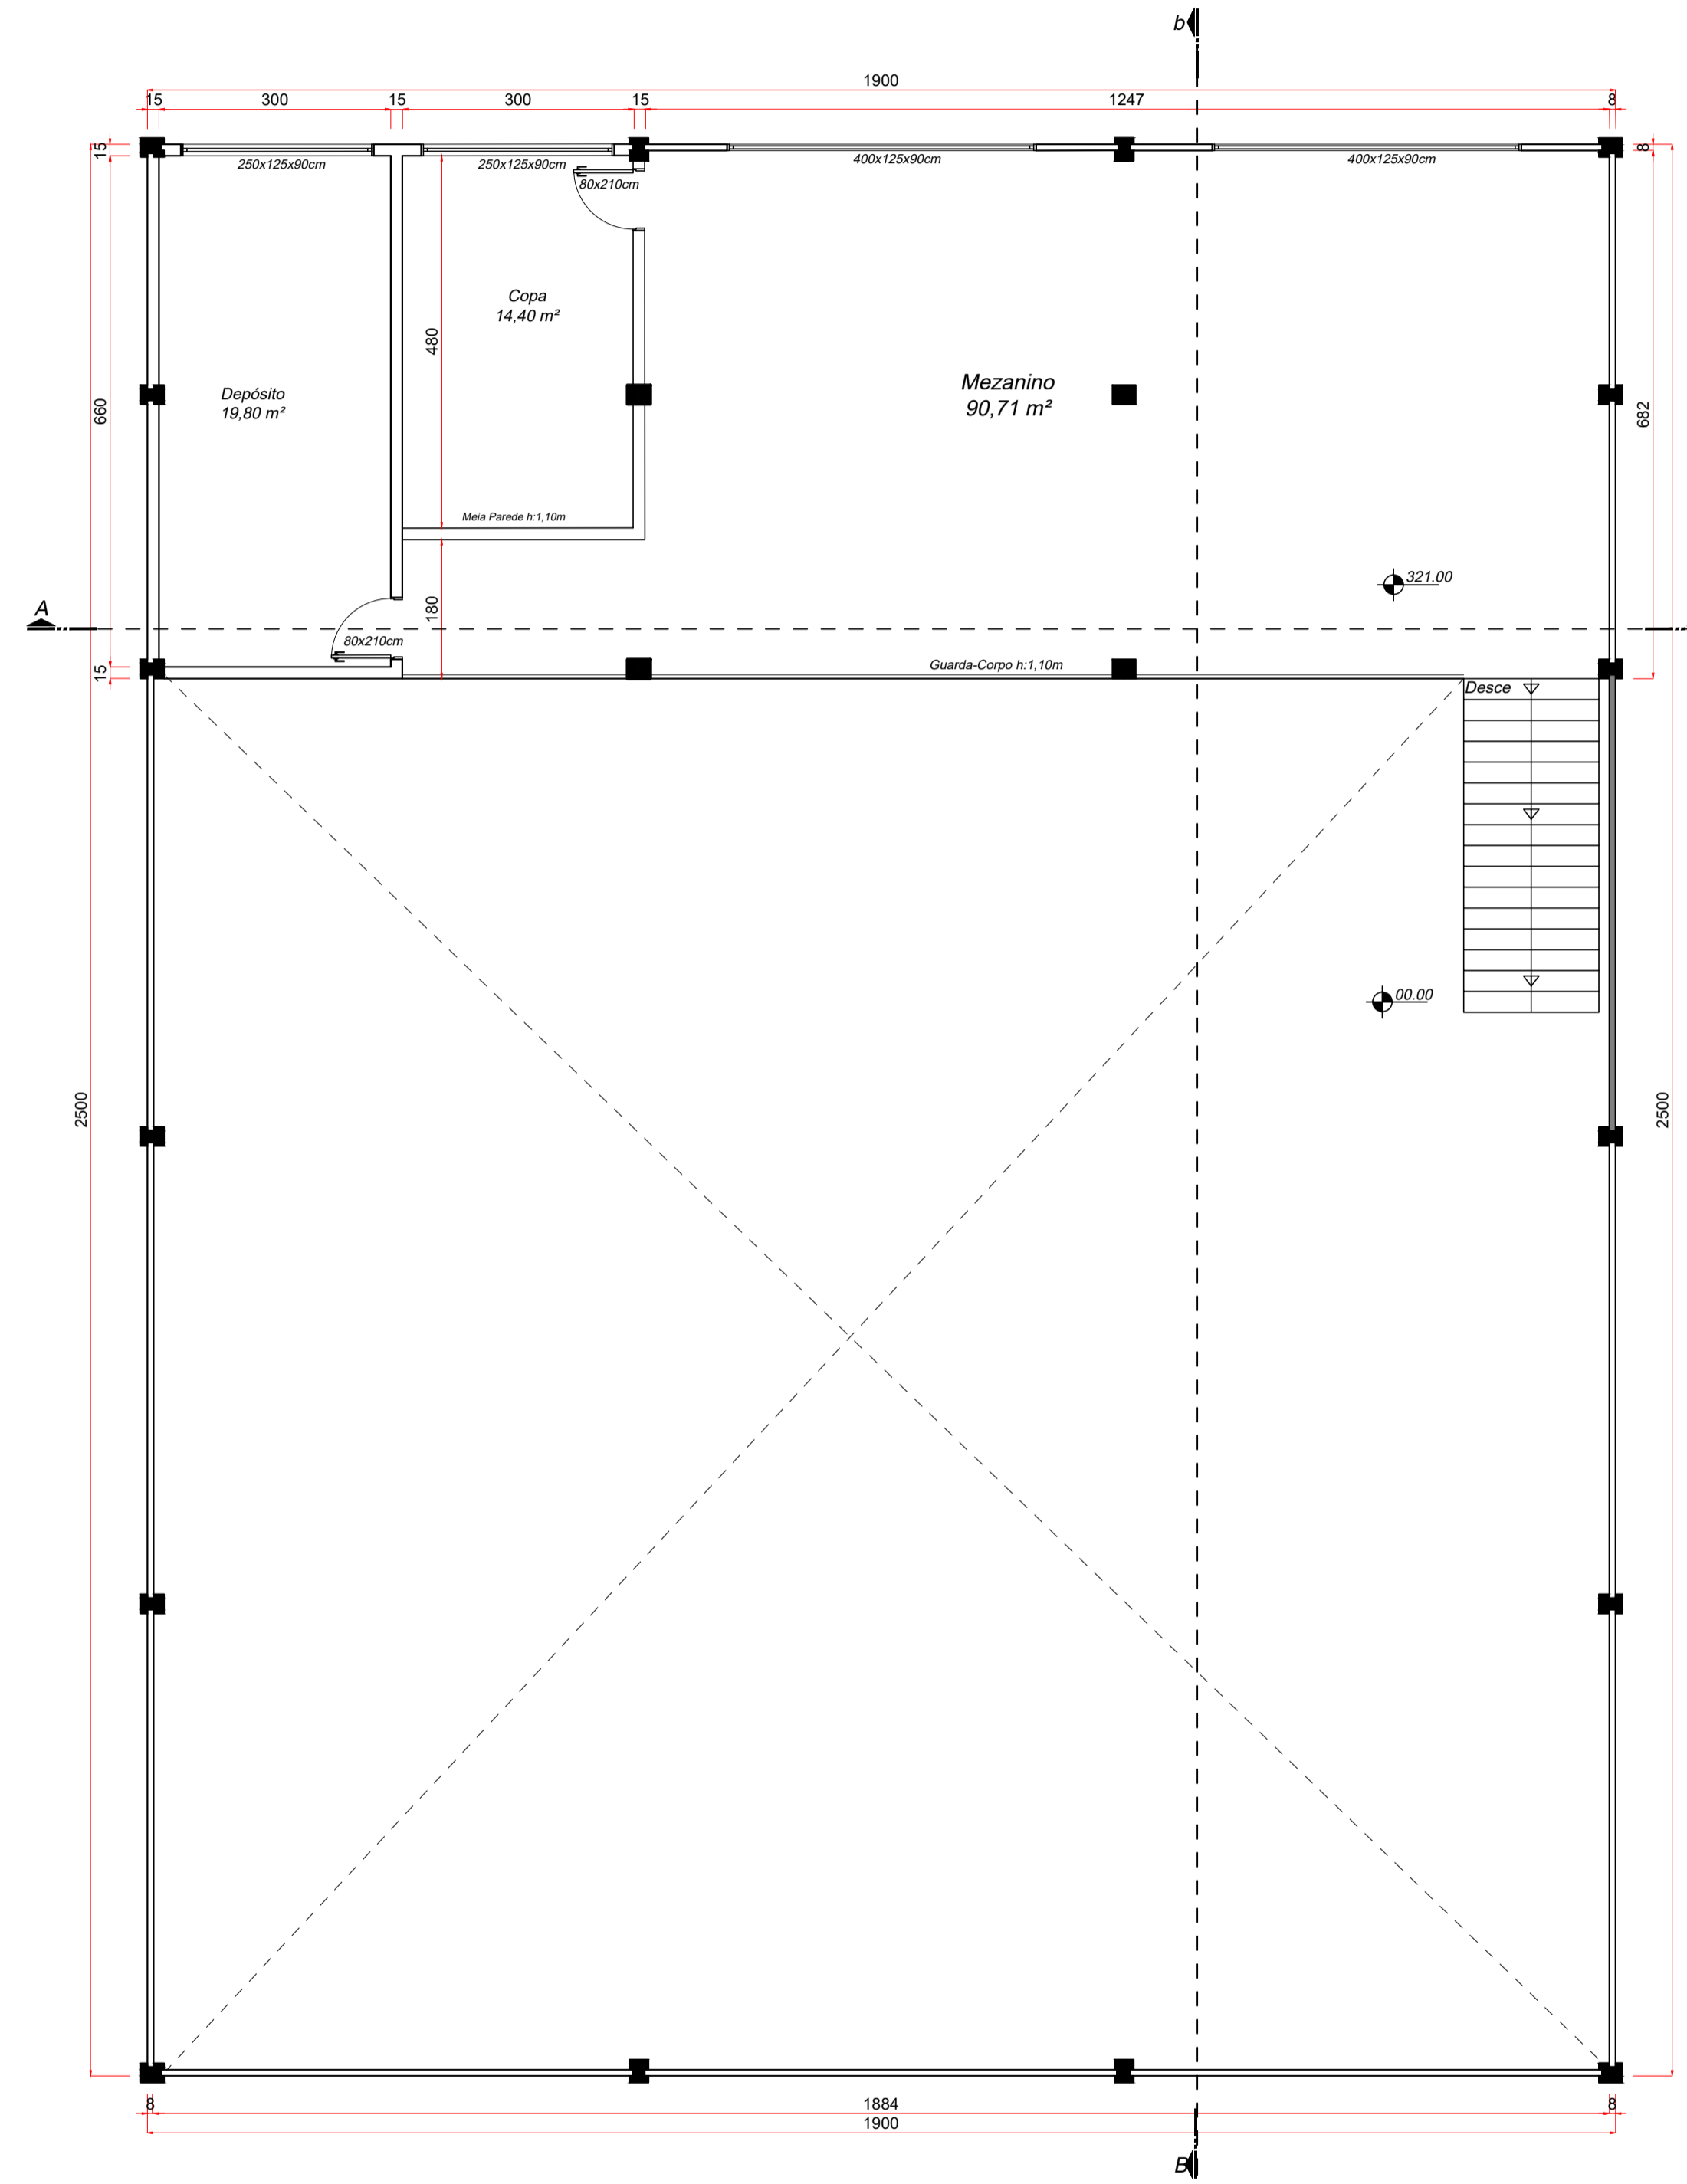 b
1900
15 300 15 300 15 1247 8
15
8
250x125x90cm
250x125x90cm
400x125x90cm
400x125x90cm
80x210cm
Copa
14,40 m²
480
Depósito
19,80 m²
Mezanino
90,71 m²
660
682
Meia Parede h:1,10m
321.00
A
180
80x210cm
15
Guarda-Corpo h:1,10m
Desce
00.00
2500
2500
8 1884 8
1900
B